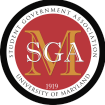 STUDENT GOVERNMENT ASSOCIATION
M
SGA
1919
UNIVERSITY OF MARYLAND